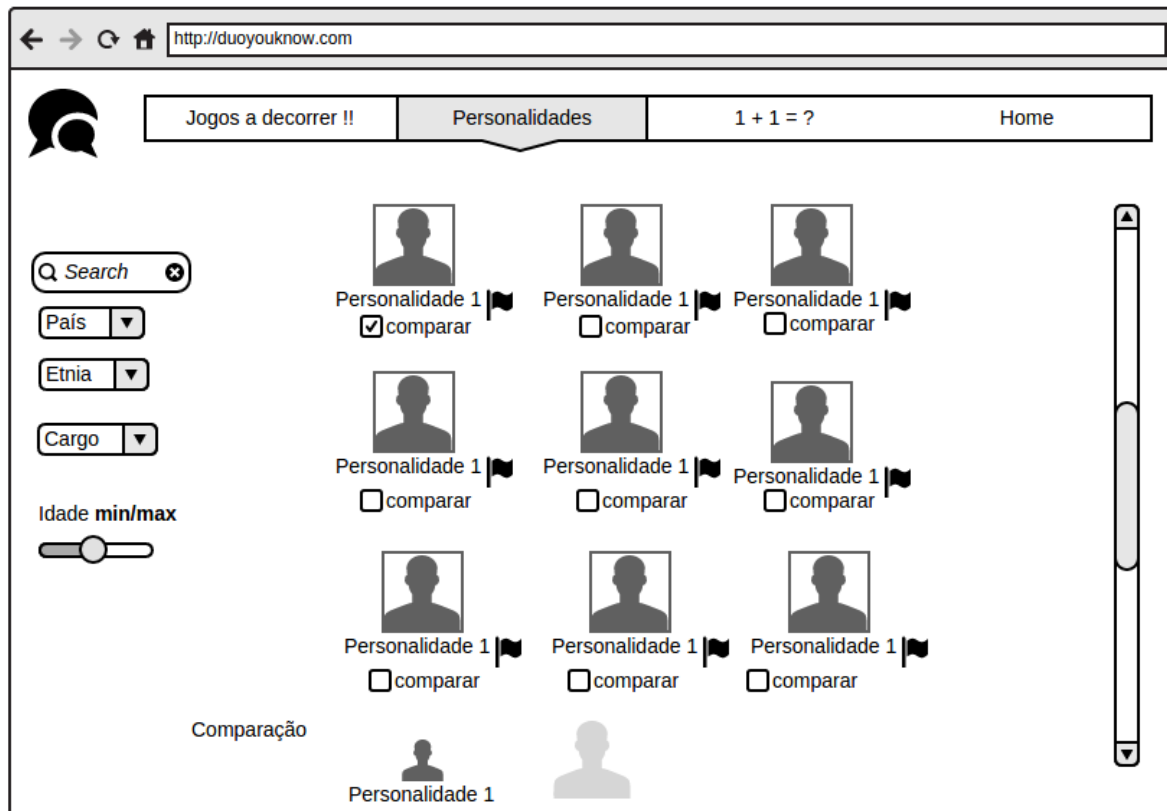 http://duoyouknow.com
Jogos a decorrer !! Personalidades 1 + 1 = ? Home
Search
País
Etnia
Cargo
Idade min/max
Personalidade 1 Personalidade 1 Personalidade 1
comparar comparar comparar
Personalidade 1 Personalidade 1 Personalidade 1
comparar comparar comparar
Personalidade 1 Personalidade 1 Personalidade 1
comparar comparar comparar
Comparação
Personalidade 1